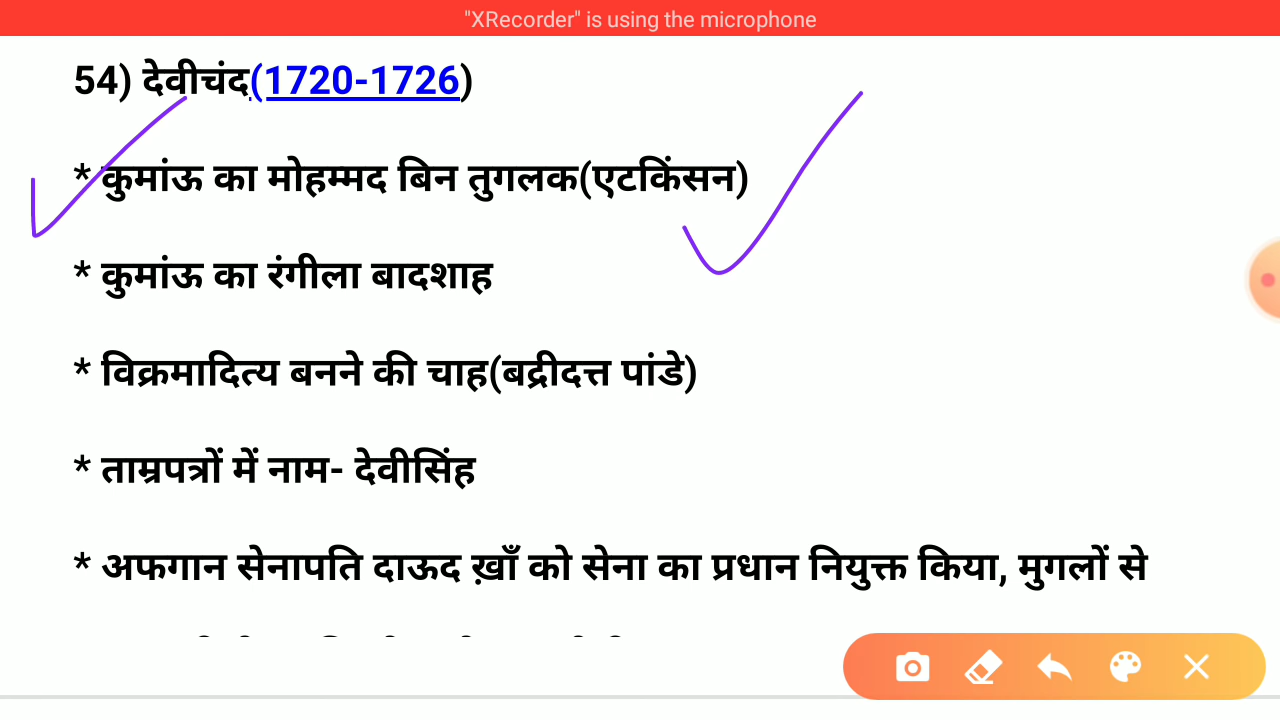 "XRecorder" is using the microphone
54) देवीचंद(1720-1726)
* कुमांऊ का मोहम्मद बिन तुगलक(एटकिंसन)
* कुमांऊ का रंगीला बादशाह
* विक्रमादित्य बनने की चाह(बद्रीदत्त पांडे)
* ताम्रपत्रों में नाम- देवीसिंह
* अफगान सेनापति दाऊद ख़ाँ को सेना का प्रधान नियुक्त किया, मुगलों से